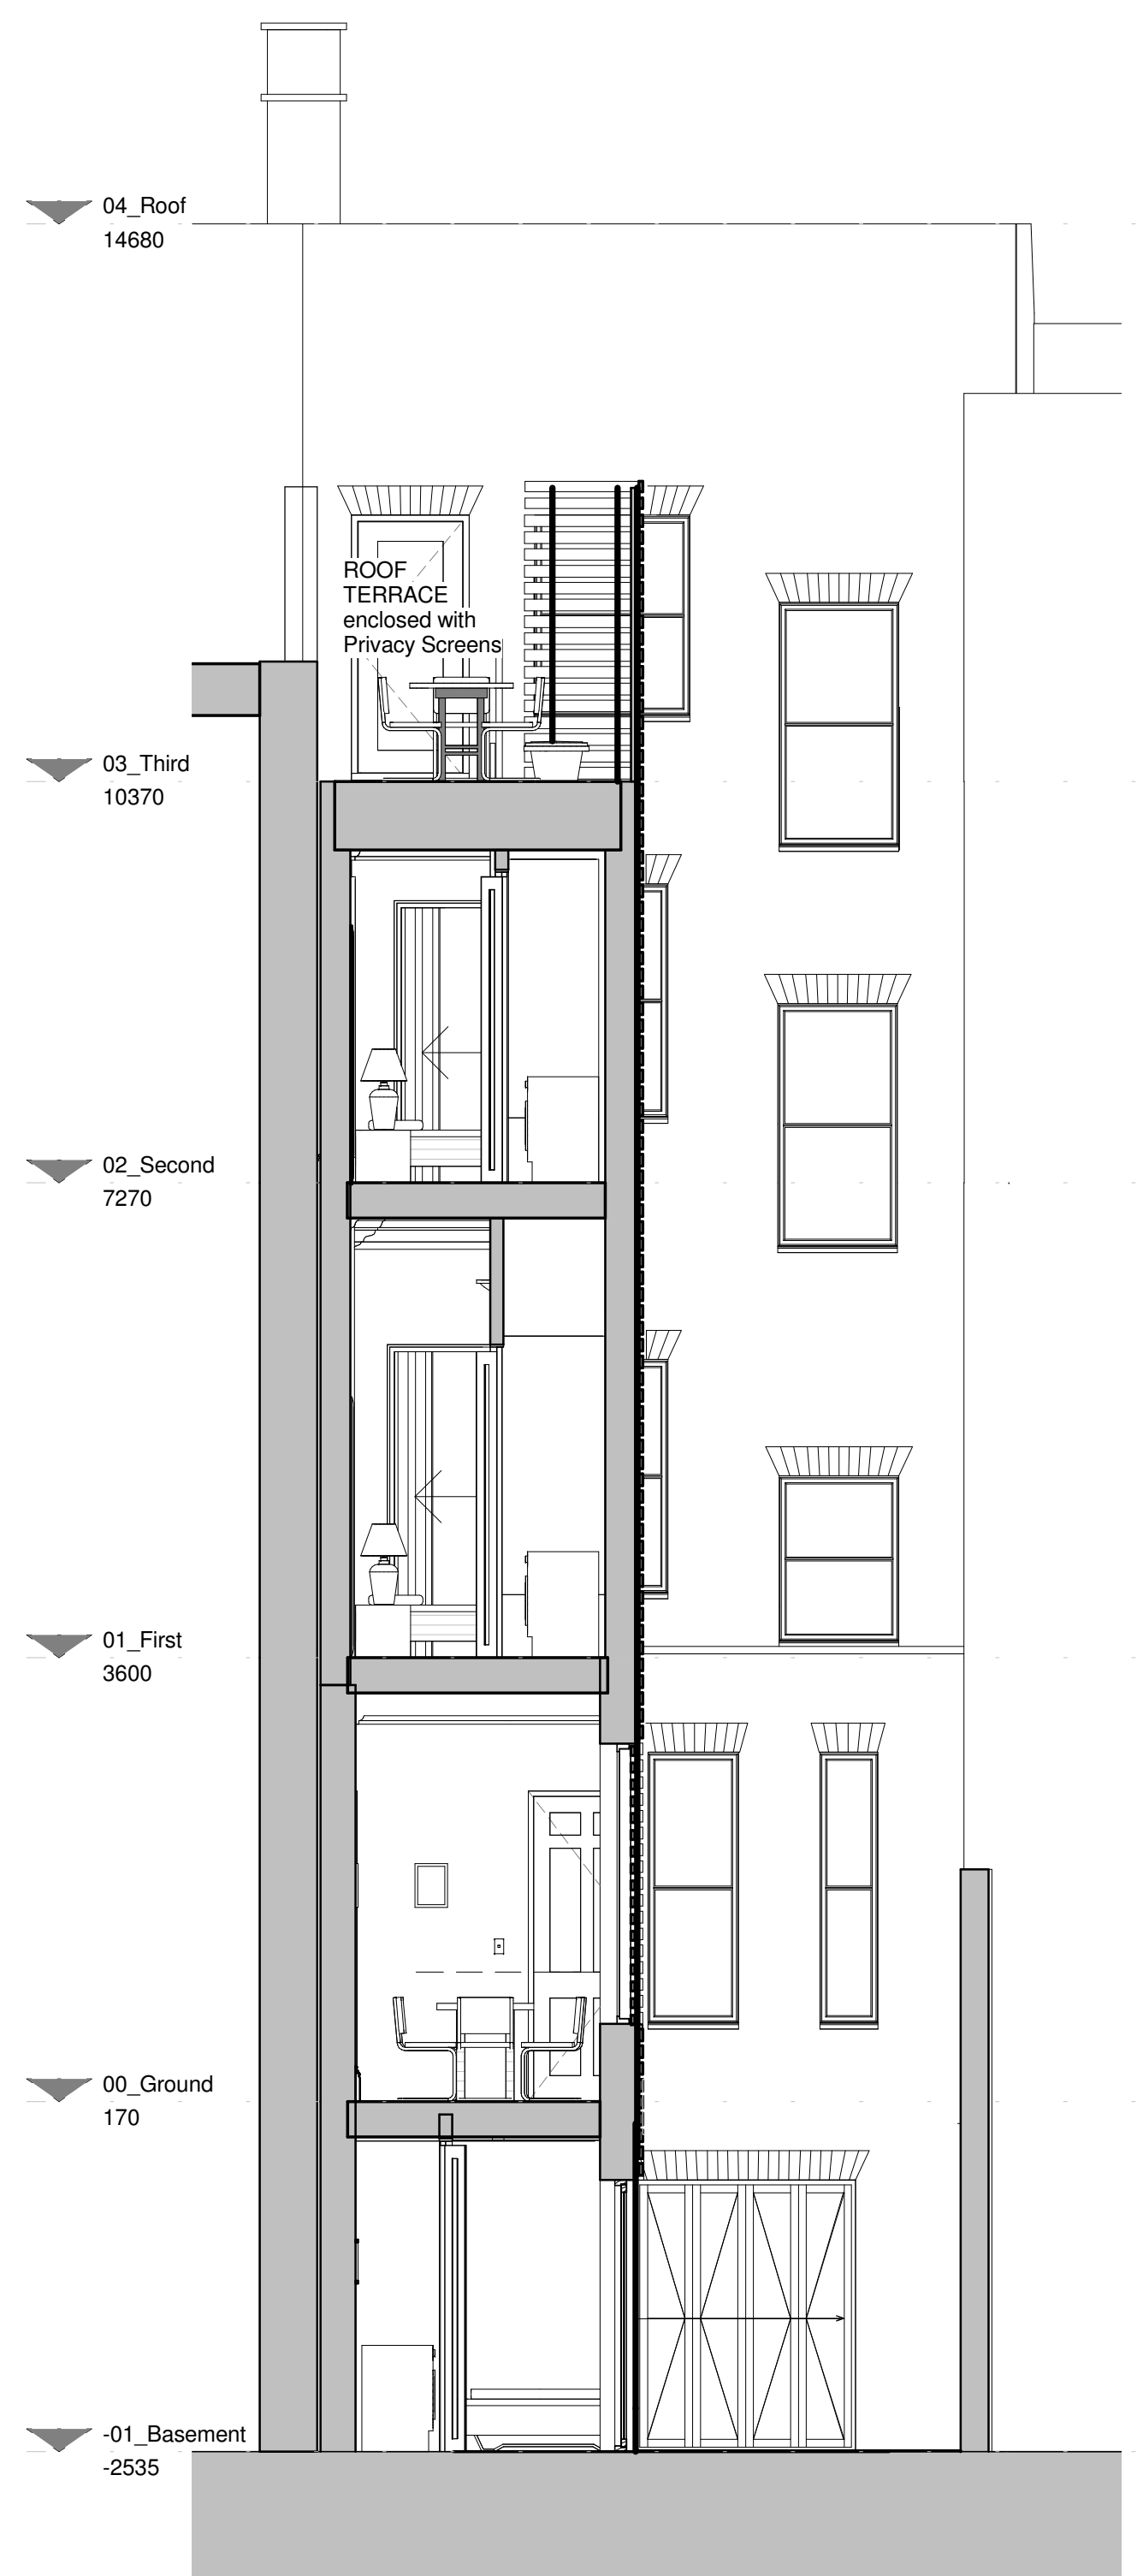 04_Roof
14680
ROOF
TERRACE
enclosed with
Privacy Screens
03_Third
10370
02_Second
7270
01_First
3600
00_Ground
170
-01_Basement
-2535